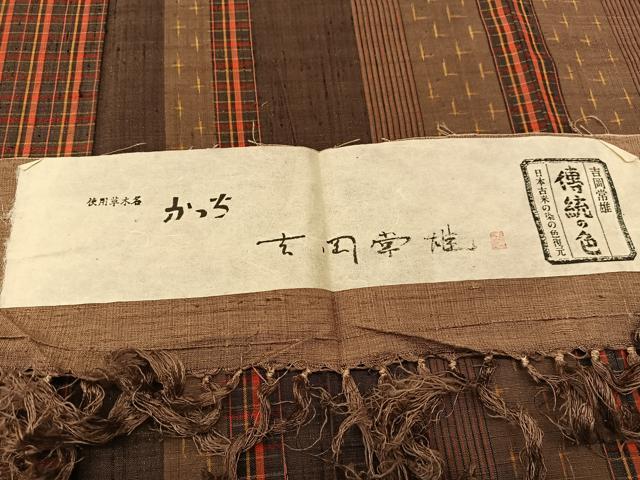 使用草木名
かっち
吉岡常雄
吉岡常雄
傳統の色
日本古来の染の色復元